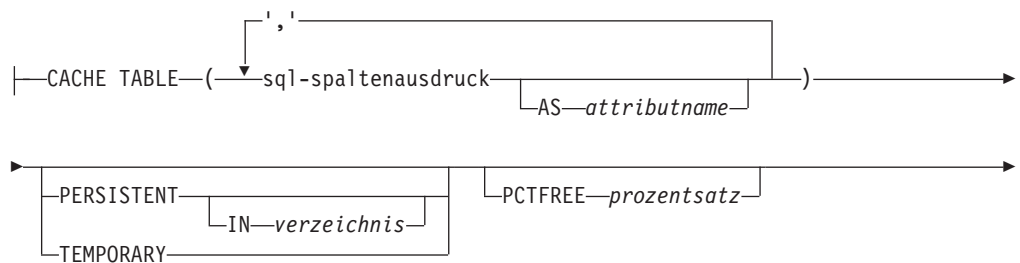 ','
CACHE TABLE ( sql-spaltenausdruck )
AS attributname
PERSISTENT PCTFREE prozentsatz
IN verzeichnis
TEMPORARY